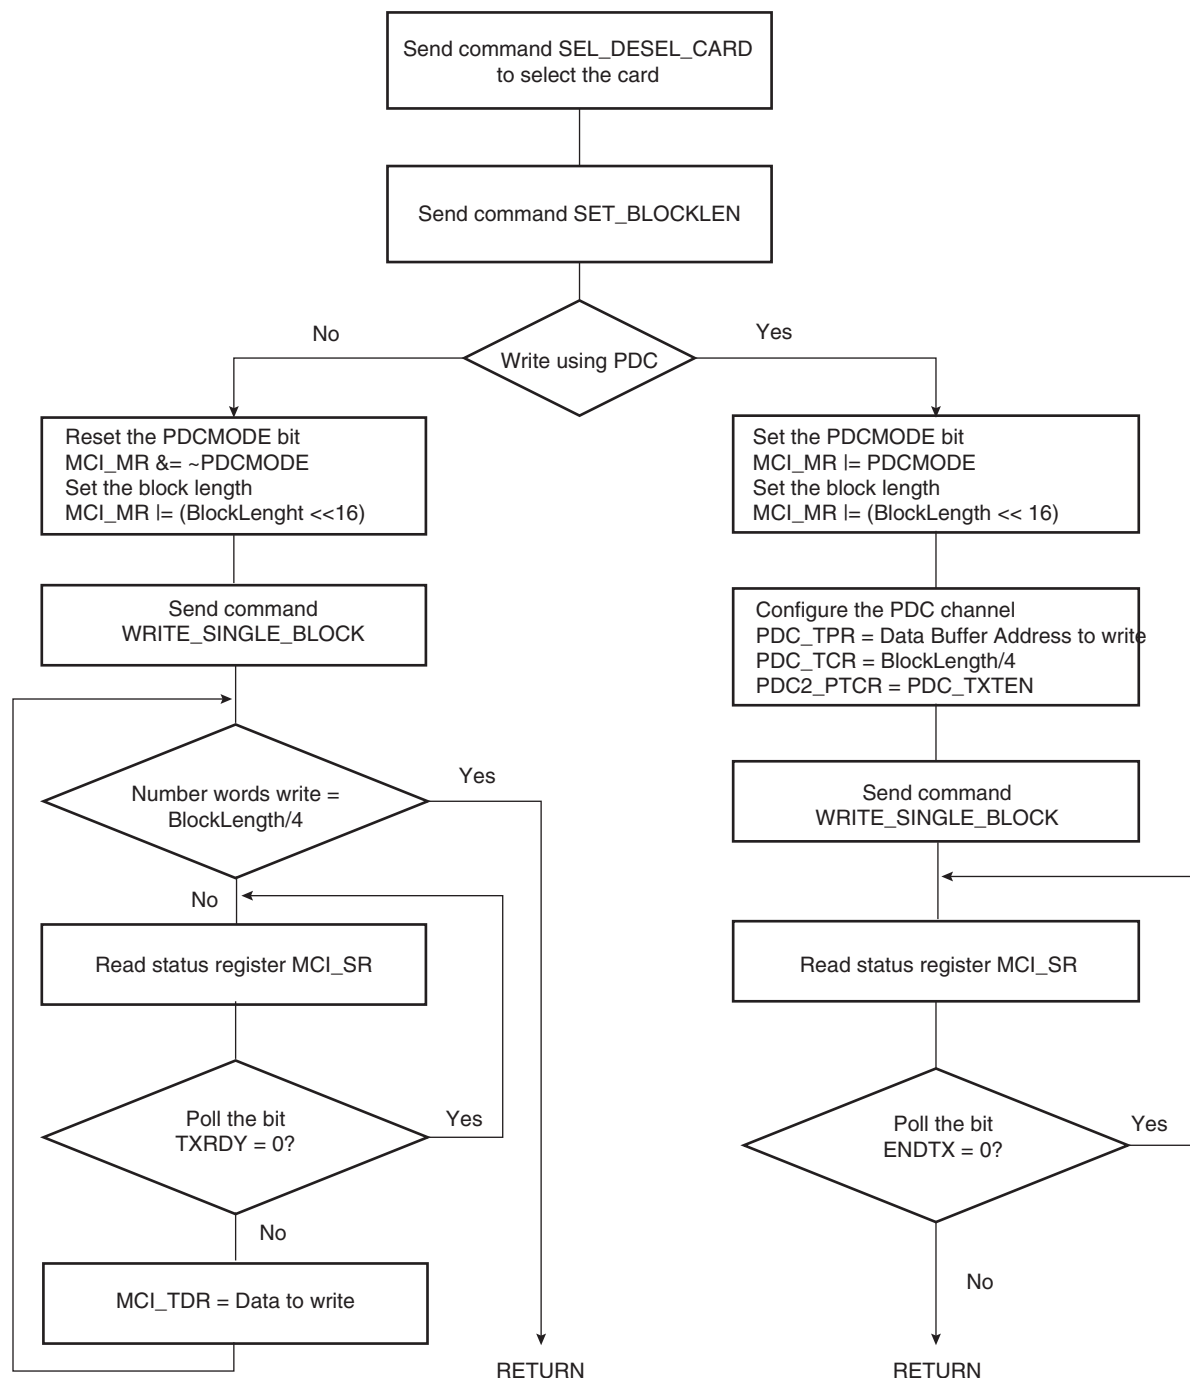 Send command SEL_DESEL_CARD
to select the card
Send command SET_BLOCKLEN
No
Yes
Write using PDC
Reset the PDCMODE bit
MCI_MR &= ~PDCMODE
Set the block length
MCI_MR |= (BlockLenght <<16)
Send command
WRITE_SINGLE_BLOCK
Number words write =
BlockLength/4
Yes
No
Read status register MCI_SR
Poll the bit
TXRDY = 0?
Yes
No
MCI_TDR = Data to write
RETURN
Set the PDCMODE bit
MCI_MR |= PDCMODE
Set the block length
MCI_MR |= (BlockLength << 16)
Configure the PDC channel
PDC_TPR = Data Buffer Address to write
PDC_TCR = BlockLength/4
PDC2_PTCR = PDC_TXTEN
Send command
WRITE_SINGLE_BLOCK
Read status register MCI_SR
Poll the bit
ENDTX = 0?
Yes
No
RETURN